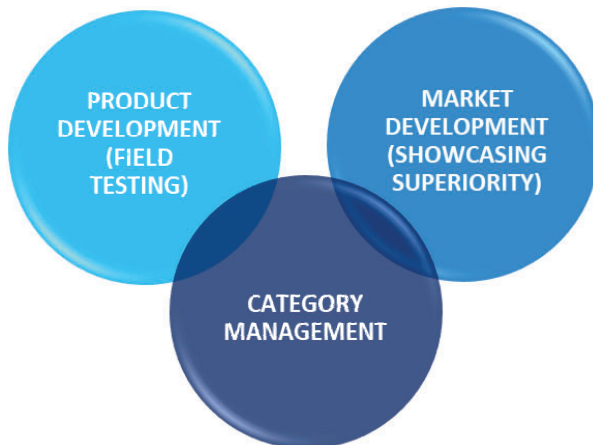 PRODUCT
DEVELOPMENT
(FIELD
TESTING)
MARKET
DEVELOPMENT
(SHOWCASING
SUPERIORITY)
CATEGORY
MANAGEMENT